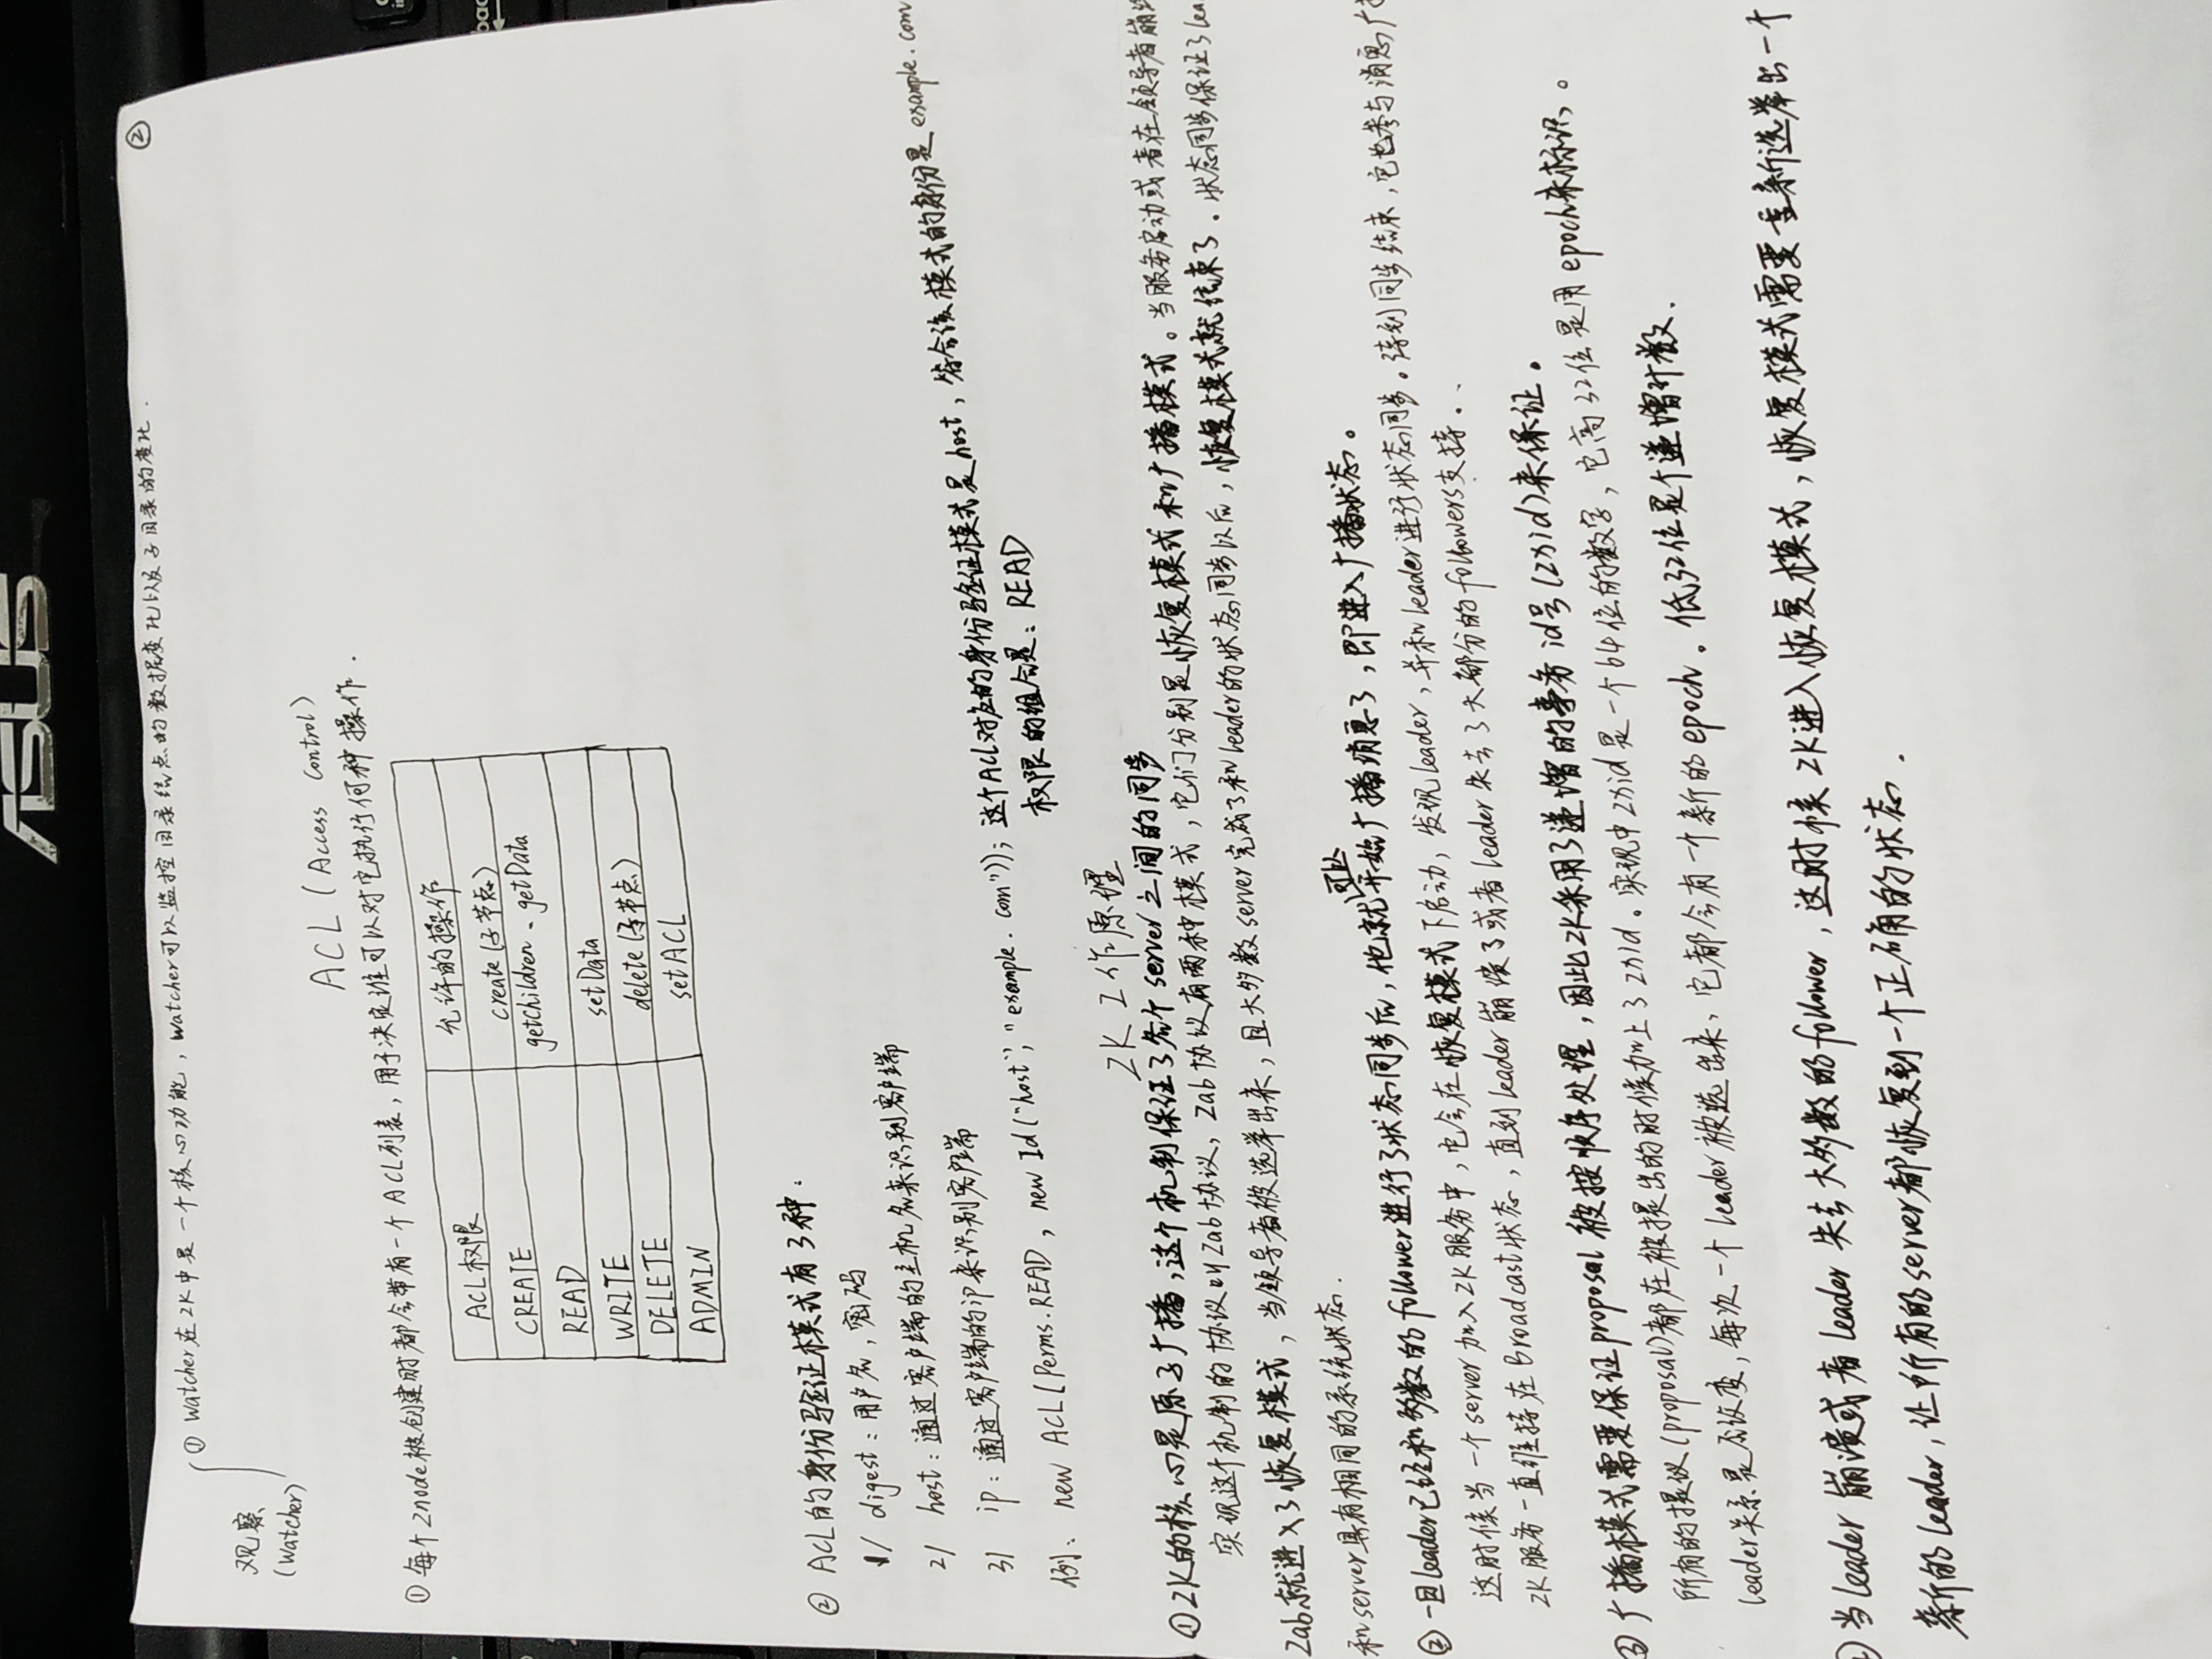 ASUS
②
① watcher在ZK中是一个核心功能，watcher可以监控目录结点的数据变化以及子目录的变化．
观察
(Watcher)
ACL (Access Control)
① 每个znode被创建时都会带有一个ACL列表，用于决定谁可以对它执行何种操作．
ACL权限 允许的操作
CREATE create(子节点)
READ getchildren、getData
WRITE setData
DELETE delete(子节点)
ADMIN setACL
② ACL的身份验证模式有3种：
1/ digest：用户名，密码
2/ host：通过客户端的主机名来识别客户端
3/ ip：通过客户端的ip来识别客户端
例： new ACL(Perms.READ, new Id("host", "example.com")); 这个ACL对应的身份验证模式是host，符合该模式的身份是example.com
权限的组合是：READ
ZK工作原理
① ZK的核心是原子广播，这个机制保证了各个server之间的同步
实现这个机制的协议叫Zab协议，Zab协议有两种模式，它们分别是恢复模式和广播模式。当服务启动或者在领导者崩
Zab就进入了恢复模式，当领导者被选举出来，且大多数server完成了和leader的状态同步以后，恢复模式就结束了．状态同步保证了lea
和server具有相同的系统状态．
② 一旦leader已经和多数的follower进行了状态同步后，他就可以开始广播消息了，即进入广播状态。
这时候当一个server加入ZK服务中，它会在恢复模式下启动，发现leader，并和leader进行状态同步。待到同步结束，它也参与消息广
ZK服务一直维持在Broadcast状态，直到leader崩溃了或者leader失去了大部分的followers支持．．
③ 广播模式需要保证proposal被按顺序处理，因此ZK采用了递增的事务id号(zxid)来保证。
所有的提议(proposal)都在被提出的时候加上了zxid。实现中zxid是一个64位的数字，它高32位是用epoch来标识。
leader关系是否改变，每次一个leader被选出来，它都会有一个新的epoch。低32位是个递增计数．
当leader崩溃或者leader失去大多数的follower，这时候ZK进入恢复模式，恢复模式需要重新选举出一个
新的leader，让所有的server都恢复到一个正确的状态．